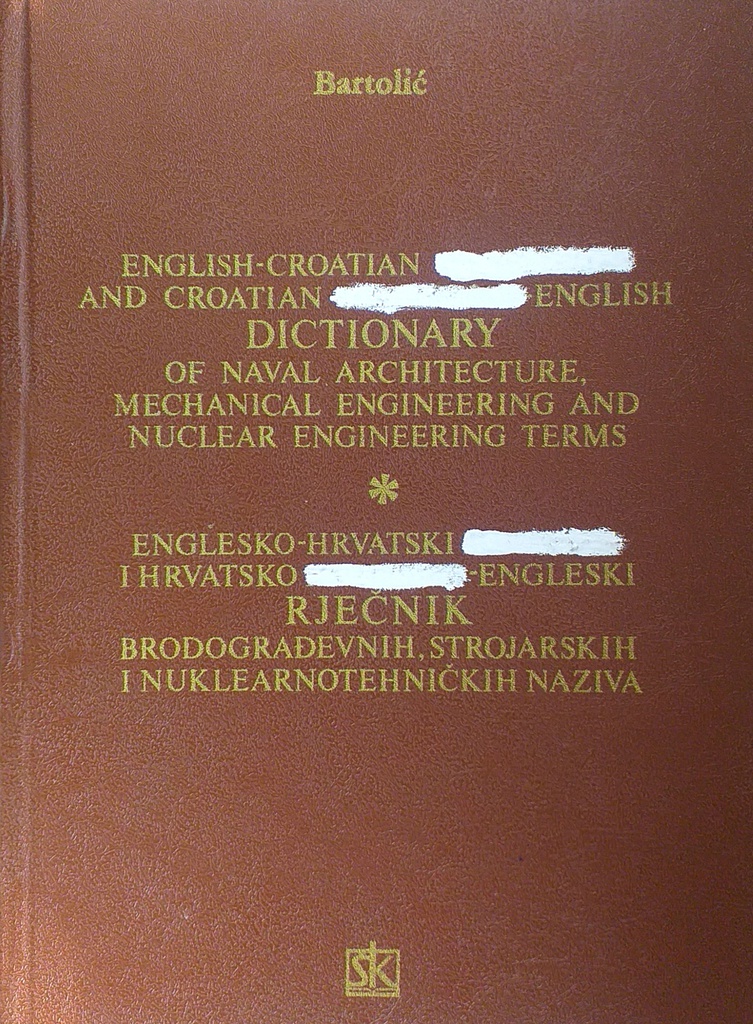 Bartolić
ENGLISH-CROATIAN
AND CROATIAN ENGLISH
DICTIONARY
OF NAVAL ARCHITECTURE,
MECHANICAL ENGINEERING AND
NUCLEAR ENGINEERING TERMS
*
ENGLESKO-HRVATSKI
I HRVATSKO -ENGLESKI
RJEČNIK
BRODOGRAĐEVNIH, STROJARSKIH
I NUKLEARNOTEHNIČKIH NAZIVA
ŠK